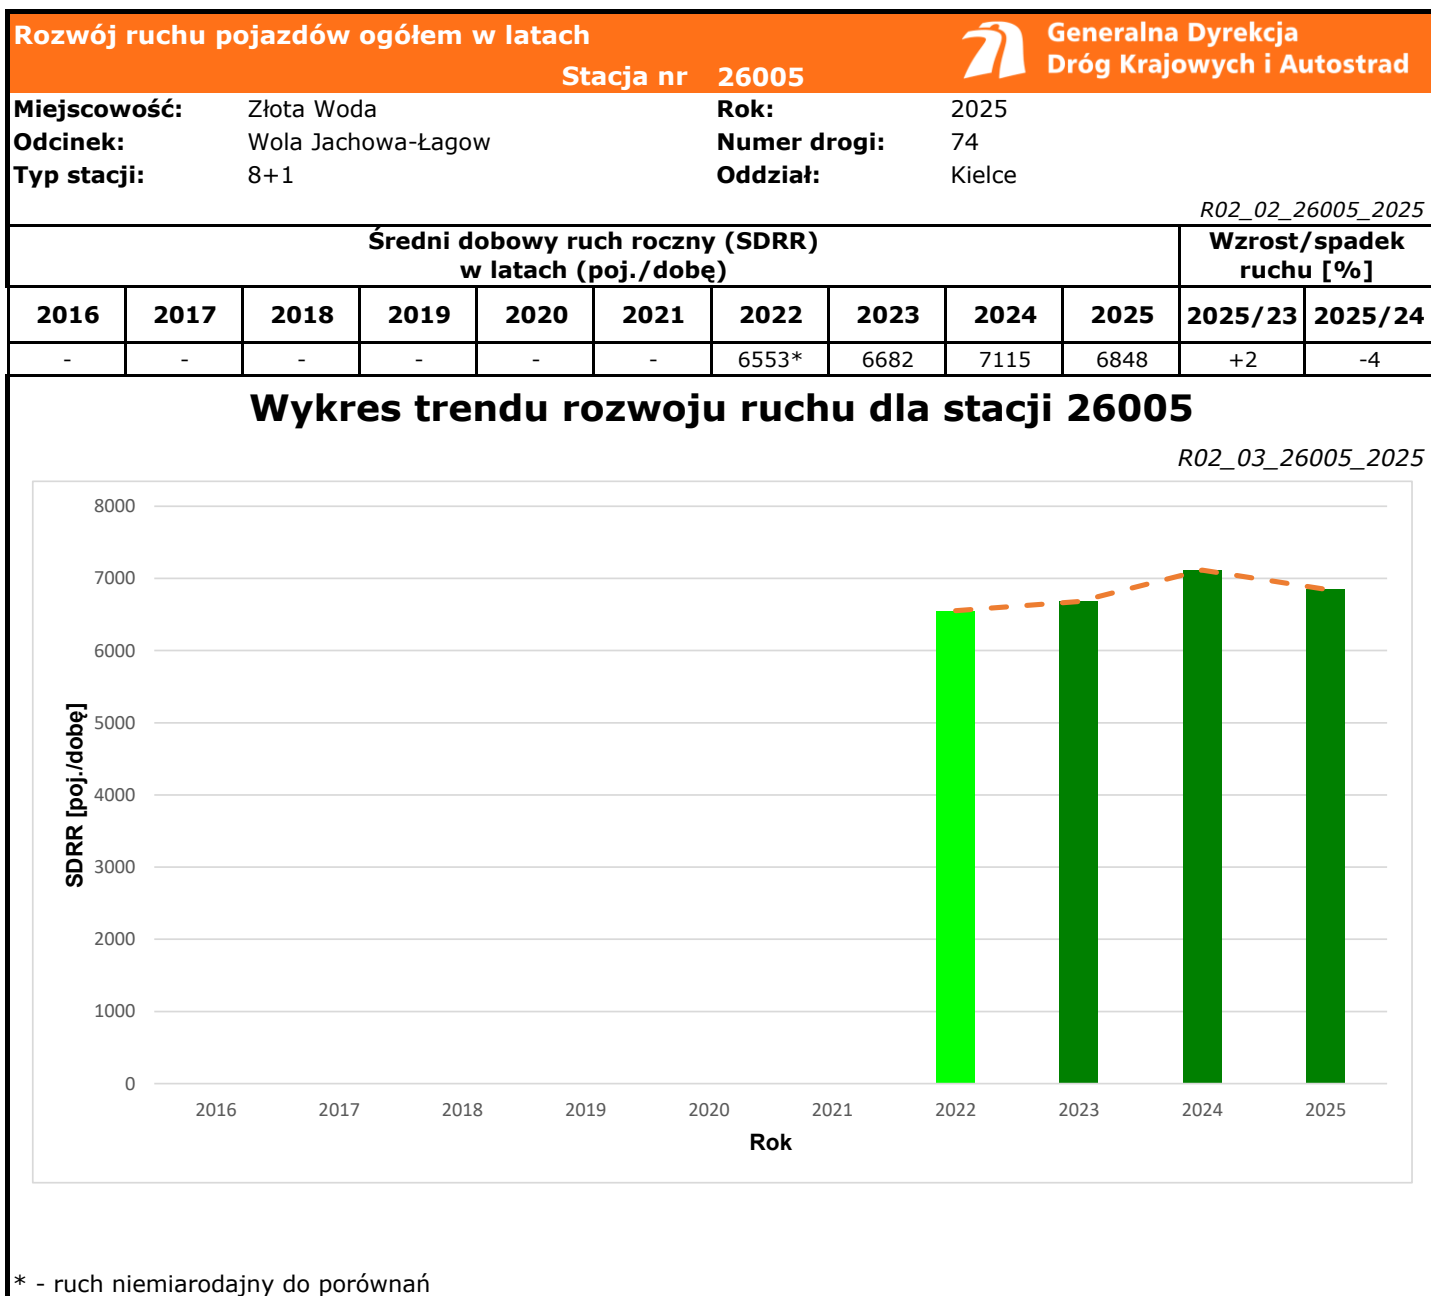 Rozwój ruchu pojazdów ogółem w latach
Generalna Dyrekcja
Dróg Krajowych i Autostrad
Stacja nr 26005
Miejscowość: Złota Woda Rok: 2025
Odcinek: Wola Jachowa-Łagow Numer drogi: 74
Typ stacji: 8+1 Oddział: Kielce
R02_02_26005_2025
Średni dobowy ruch roczny (SDRR)
w latach (poj./dobę)
Wzrost/spadek
ruchu [%]
2016 2017 2018 2019 2020 2021 2022 2023 2024 2025 2025/23 2025/24
- - - - - - 6553* 6682 7115 6848 +2 -4
Wykres trendu rozwoju ruchu dla stacji 26005
R02_03_26005_2025
SDRR [poj./dobę]
8000
7000
6000
5000
4000
3000
2000
1000
0
2016 2017 2018 2019 2020 2021 2022 2023 2024 2025
Rok
* - ruch niemiarodajny do porównań